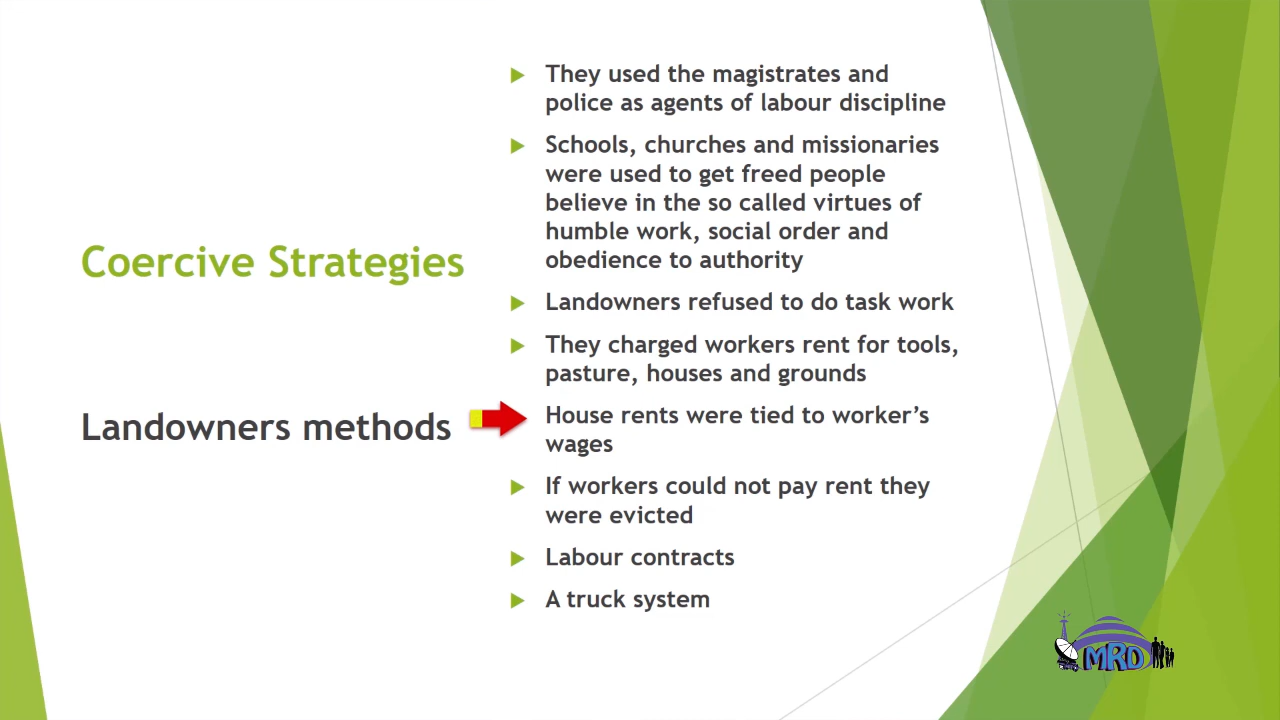 Coercive Strategies
Landowners methods
They used the magistrates and
police as agents of labour discipline
Schools, churches and missionaries
were used to get freed people
believe in the so called virtues of
humble work, social order and
obedience to authority
Landowners refused to do task work
They charged workers rent for tools,
pasture, houses and grounds
House rents were tied to worker’s
wages
If workers could not pay rent they
were evicted
Labour contracts
A truck system
MRD